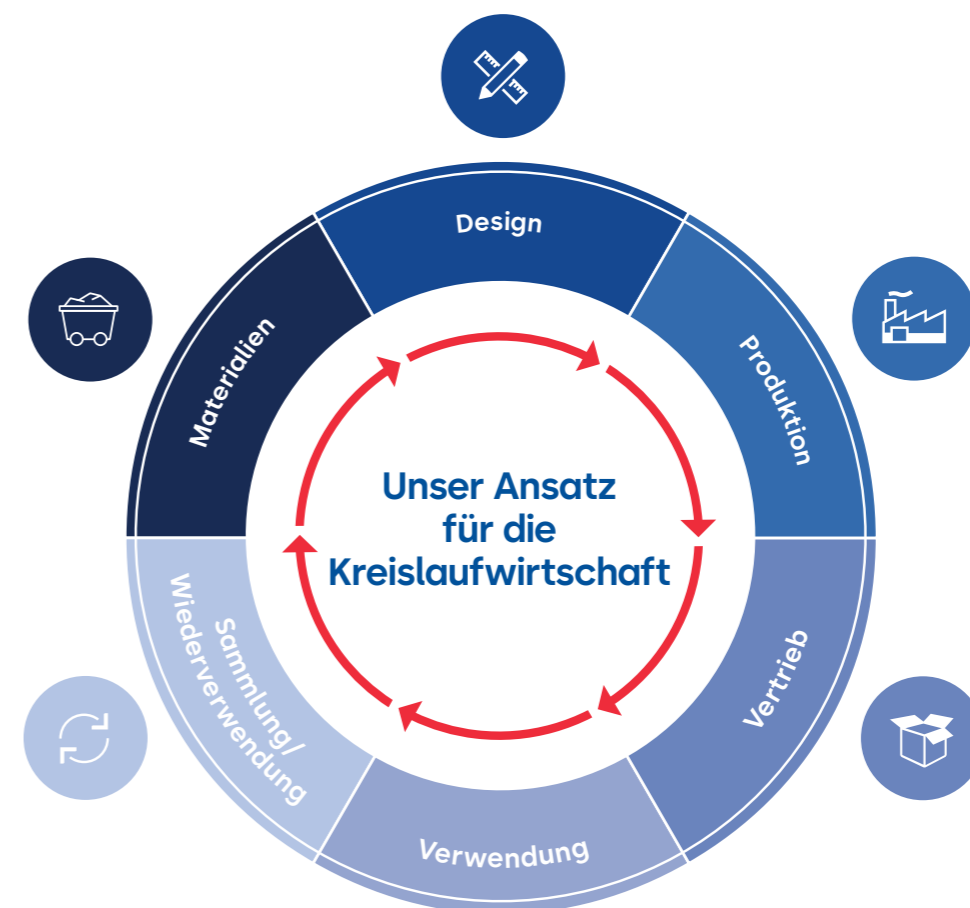 Design
Produktion
Vertrieb
Verwendung
Sammlung/
Wiederverwendung
Materialien
Unser Ansatz
für die
Kreislaufwirtschaft